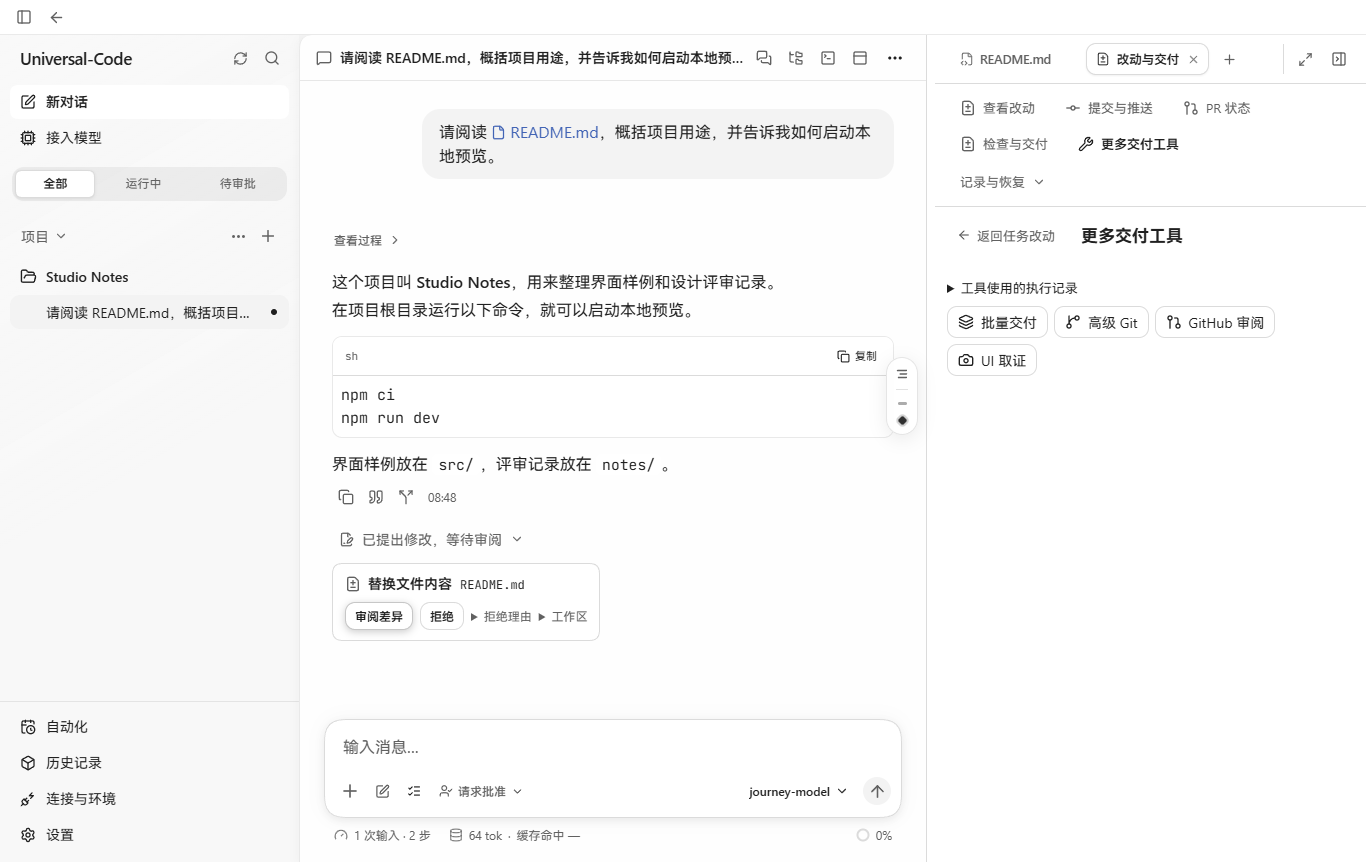 Universal-Code
新对话
接入模型
全部
运行中
待审批
项目
Studio Notes
请阅读 README.md，概括项目...
自动化
历史记录
连接与环境
设置
请阅读 README.md，概括项目用途，并告诉我如何启动本地预...
请阅读 README.md，概括项目用途，并告诉我如何启动本
地预览。
查看过程
这个项目叫 Studio Notes，用来整理界面样例和设计评审记录。
在项目根目录运行以下命令，就可以启动本地预览。
sh
复制
npm ci
npm run dev
界面样例放在 src/ ，评审记录放在 notes/ 。
08:48
已提出修改，等待审阅
替换文件内容 README.md
审阅差异 拒绝 拒绝理由 工作区
输入消息...
请求批准
journey-model
1 次输入 · 2 步
64 tok · 缓存命中 —
0%
README.md
改动与交付
查看改动
提交与推送
PR 状态
检查与交付
更多交付工具
记录与恢复
返回任务改动
更多交付工具
工具使用的执行记录
批量交付
高级 Git
GitHub 审阅
UI 取证